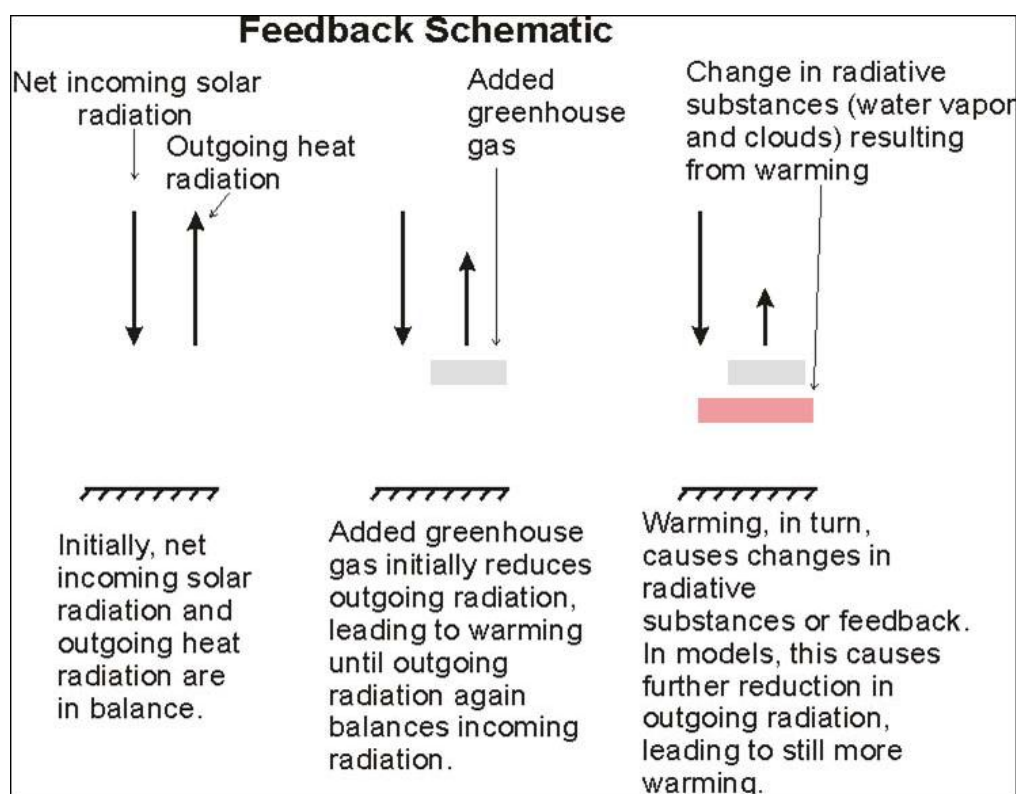 Feedback Schematic
Net incoming solar
radiation
Outgoing heat
radiation
Added
greenhouse
gas
Change in radiative
substances (water vapor
and clouds) resulting
from warming
Initially, net
incoming solar
radiation and
outgoing heat
radiation are
in balance.
Added greenhouse
gas initially reduces
outgoing radiation,
leading to warming
until outgoing
radiation again
balances incoming
radiation.
Warming, in turn,
causes changes in
radiative
substances or feedback.
In models, this causes
further reduction in
outgoing radiation,
leading to still more
warming.